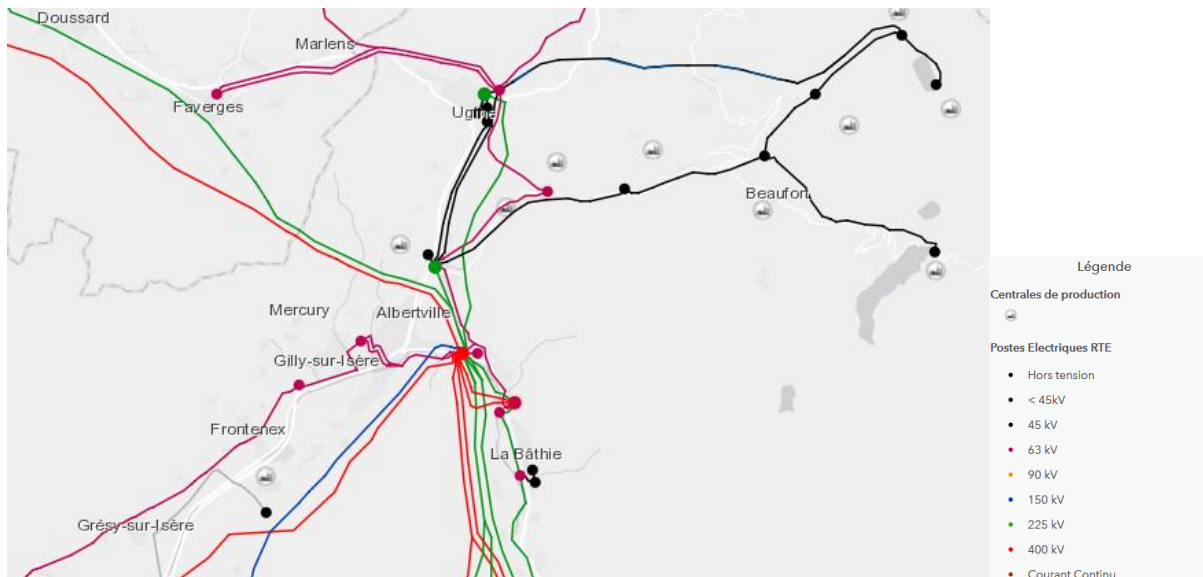 Doussard
Marlens
Faverges
Ugine
Beaufort
Mercury
Albertville
Gilly-sur-Isère
Frontenex
La Bâthie
Grésy-sur-Isère
Légende
Centrales de production
Postes Electriques RTE
Hors tension
< 45kV
45 kV
63 kV
90 kV
150 kV
225 kV
400 kV
Courant Continu